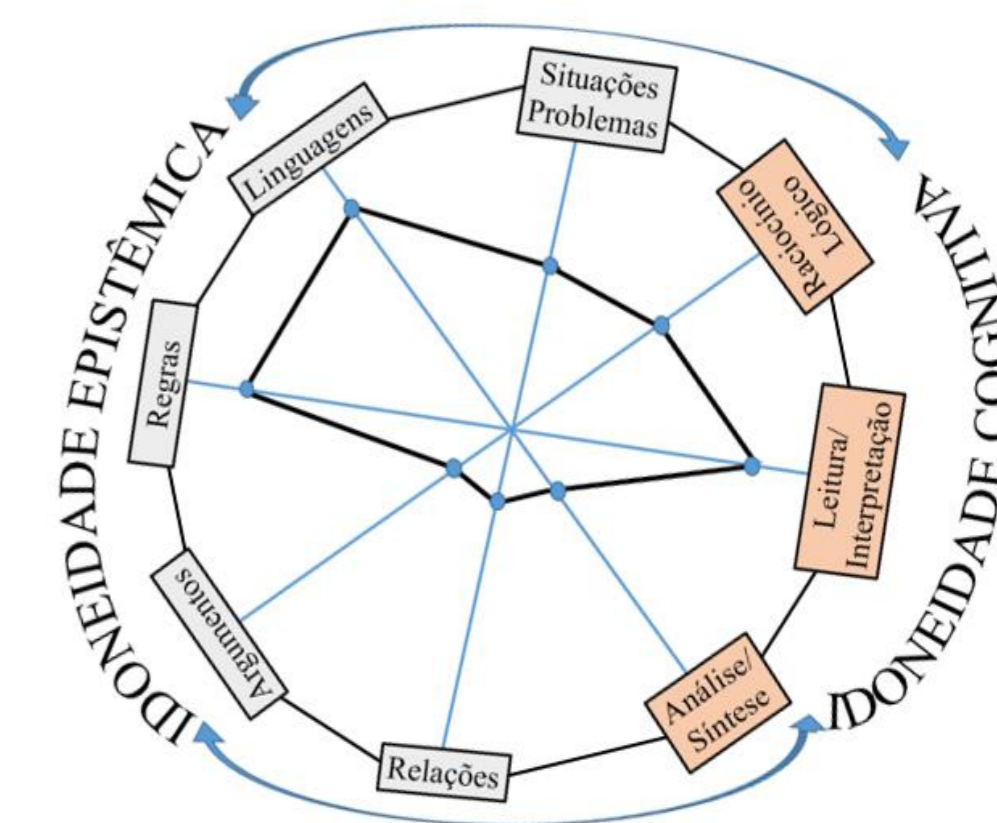 IDONEIDADE EPISTÊMICA
Linguagens
Situações
Problemas
Raciocínio
Lógico
IDONEIDADE COGNITIVA
Regras
Leitura/
Interpretação
Argumentos
Análise/
Síntese
Relações